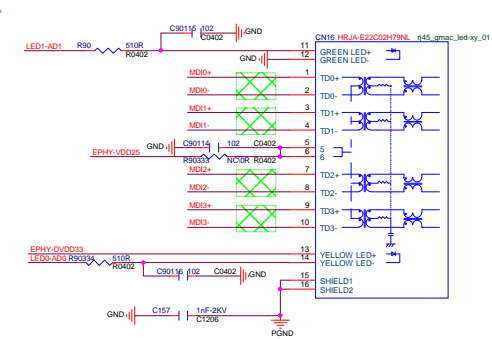 C90115 102
C0402
GND
CN16 HRJA-E22C02H79NL rj45_gmac_led-xy_01
LED1-AD1 R90 510R
R0402
11 GREEN LED+
12 GREEN LED-
GND
MDI0+ 1 TD0+
MDI0- 2 TD0-
MDI1+ 3 TD1+
MDI1- 4 TD1-
GND C90114 102 C0402 5 5
EPHY-VDD25 6 6
R90333 NC\0R R0402
MDI2+ 7 TD2+
MDI2- 8 TD2-
MDI3+ 9 TD3+
MDI3- 10 TD3-
EPHY-DVDD33 13 YELLOW LED+
LED0-AD0 R90334 510R 14 YELLOW LED-
R0402
C90116 102 C0402 GND
15 SHIELD1
16 SHIELD2
C157 1nF-2KV
GND
C1206
PGND